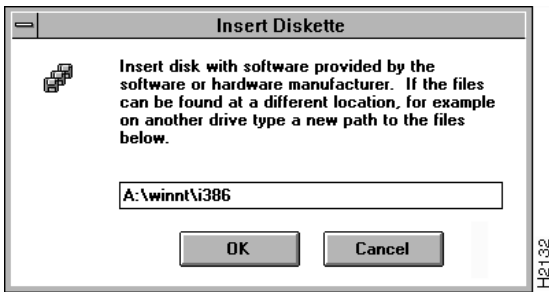 Insert Diskette
Insert disk with software provided by the
software or hardware manufacturer. If the files
can be found at a different location, for example
on another drive type a new path to the files
below.
A:\winnt\i386
OK Cancel
H2132